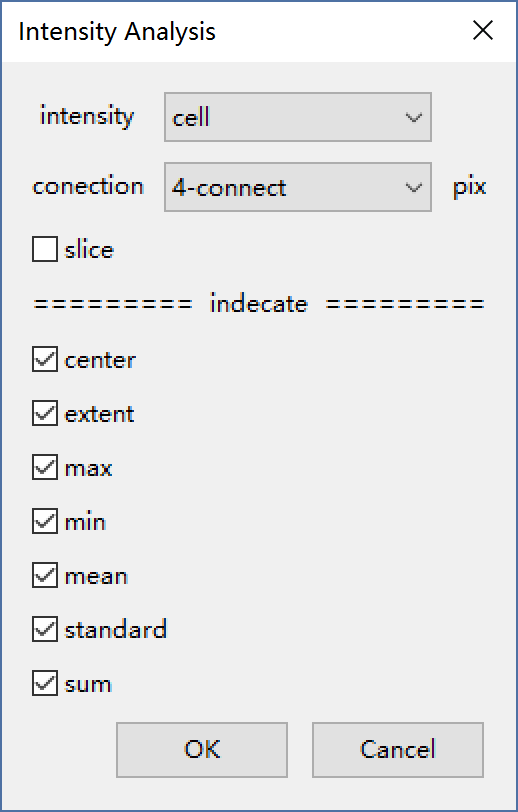 Intensity Analysis
intensity cell
conection 4-connect pix
slice
========= indecate =========
center
extent
max
min
mean
standard
sum
OK Cancel